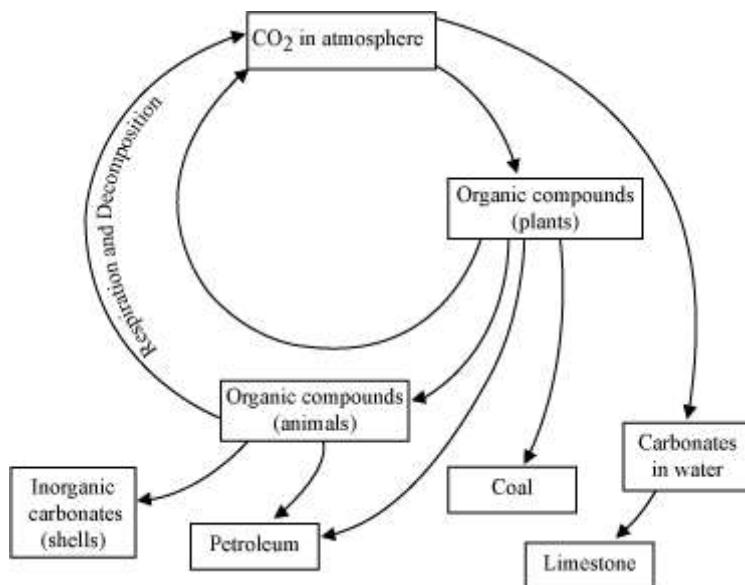 CO₂ in atmosphere
Respiration and Decomposition
Organic compounds
(plants)
Organic compounds
(animals)
Carbonates
in water
Inorganic
carbonates
(shells)
Coal
Petroleum
Limestone